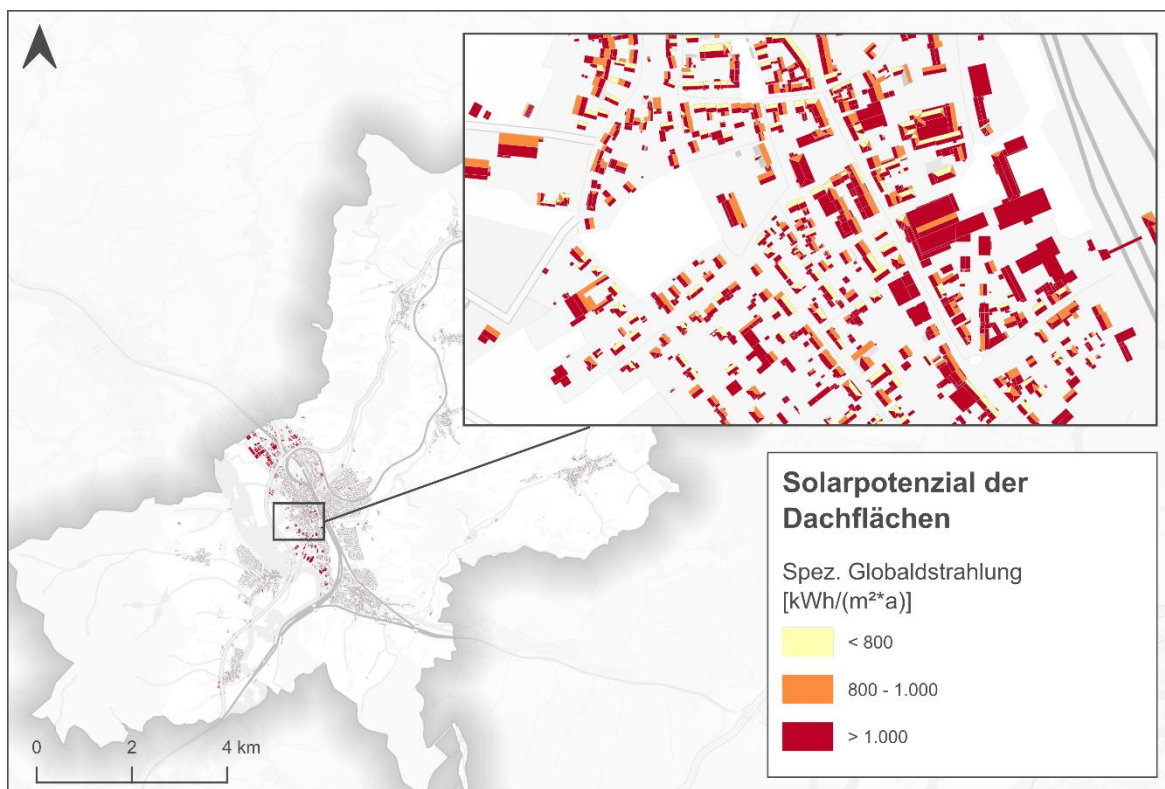 Solarpotenzial der
Dachflächen
Spez. Globaldstrahlung
[kWh/(m²*a)]
< 800
800 - 1.000
> 1.000
0 2 4 km